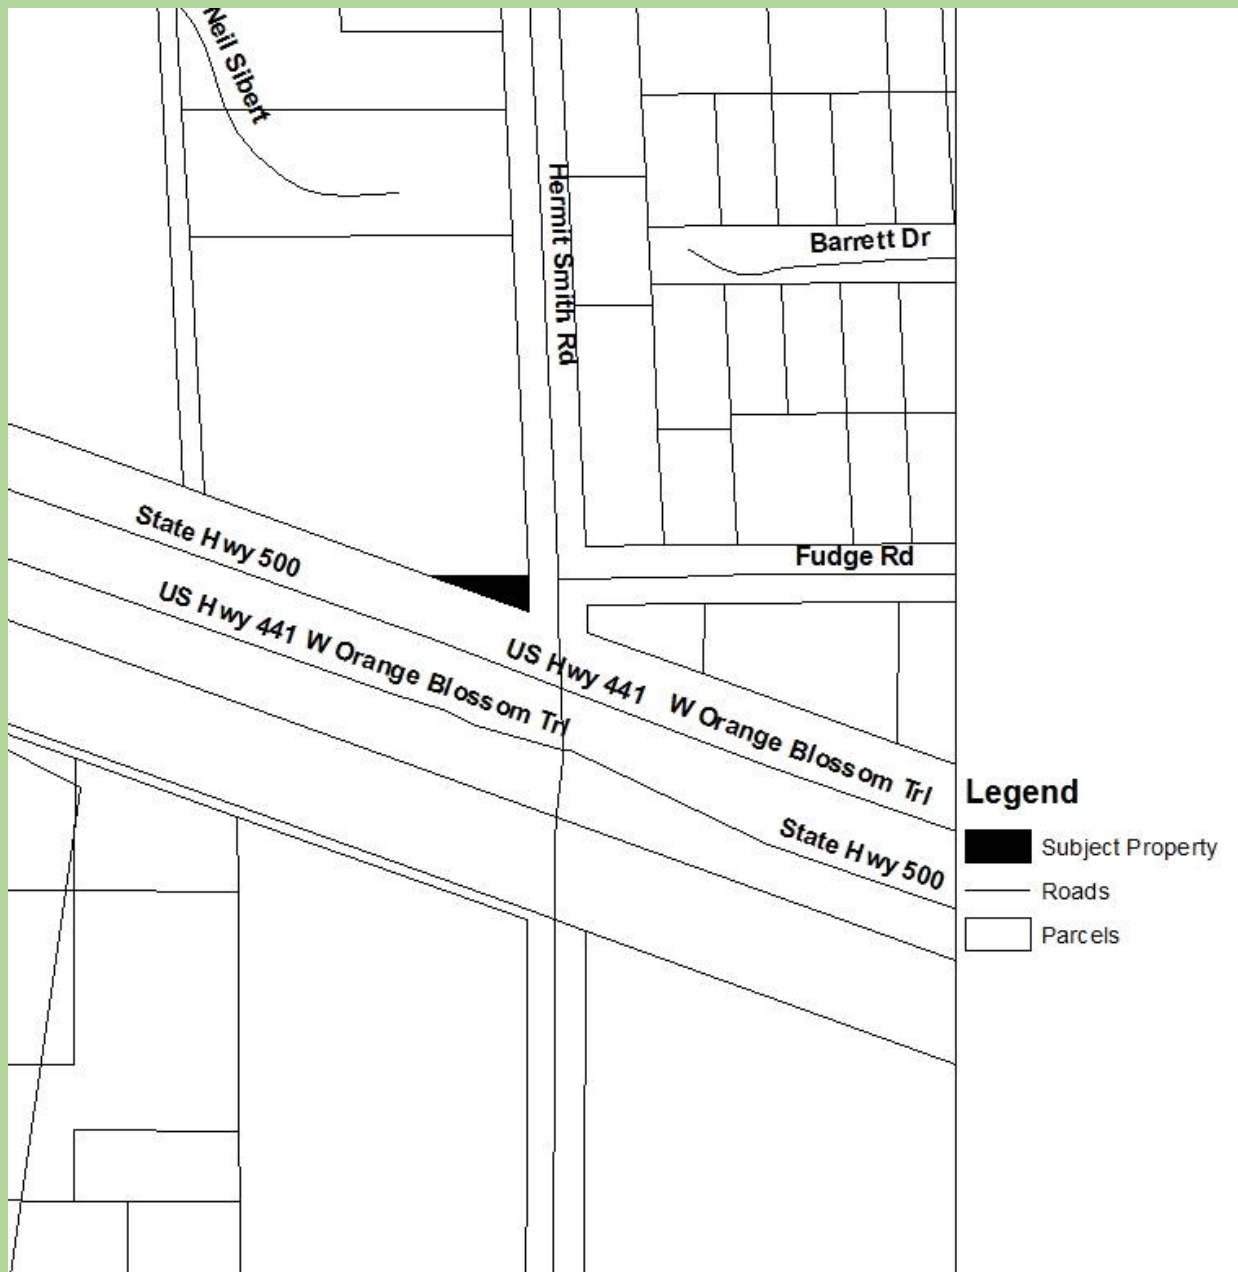 Neil Sibert
Hermit Smith Rd
Barrett Dr
State Hwy 500
Fudge Rd
US Hwy 441 W Orange Blossom Trl
US Hwy 441 W Orange Blossom Trl
State Hwy 500
Legend
Subject Property
Roads
Parcels